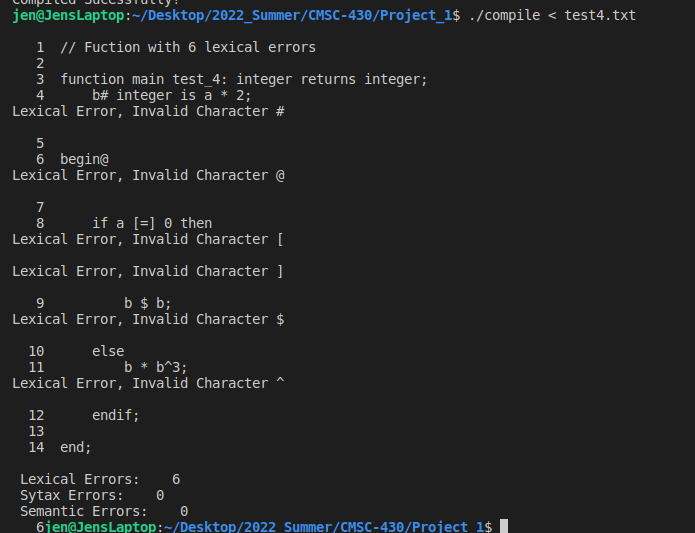 Compiled Sucessfully!
jen@JensLaptop:~/Desktop/2022_Summer/CMSC-430/Project_1$ ./compile < test4.txt
1 // Fuction with 6 lexical errors
2
3 function main test_4: integer returns integer;
4 b# integer is a * 2;
Lexical Error, Invalid Character #
5
6 begin@
Lexical Error, Invalid Character @
7
8 if a [=] 0 then
Lexical Error, Invalid Character [
Lexical Error, Invalid Character ]
9 b $ b;
Lexical Error, Invalid Character $
10 else
11 b * b^3;
Lexical Error, Invalid Character ^
12 endif;
13
14 end;
Lexical Errors: 6
Sytax Errors: 0
Semantic Errors: 0
6jen@JensLaptop:~/Desktop/2022_Summer/CMSC-430/Project_1$